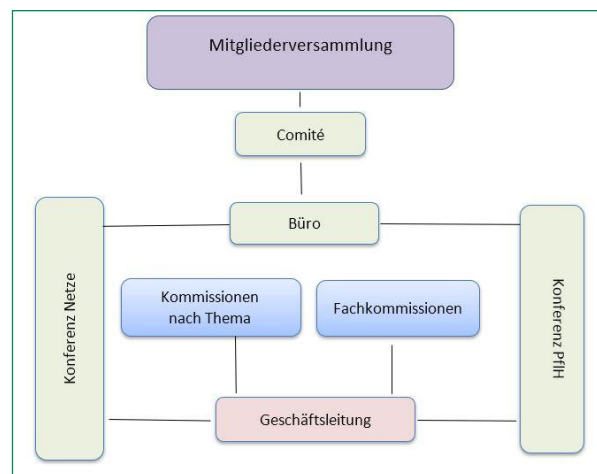 Mitgliederversammlung
Comité
Büro
Konferenz Netze
Konferenz PflH
Kommissionen
nach Thema
Fachkommissionen
Geschäftsleitung